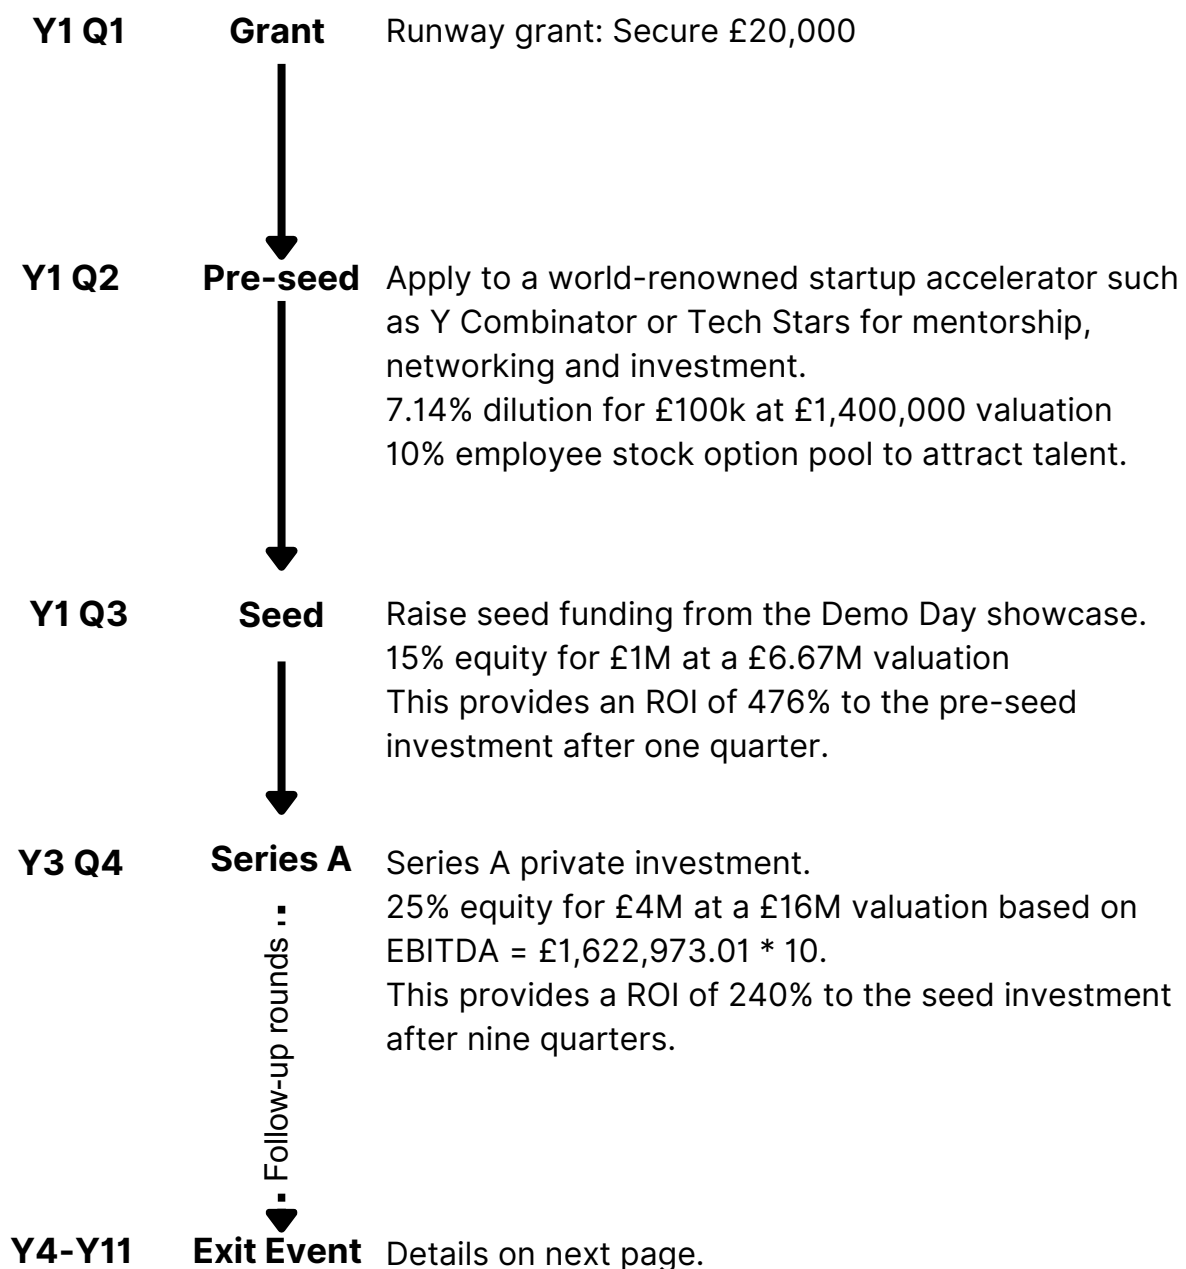 Y1 Q1 Grant Runway grant: Secure £20,000
Y1 Q2 Pre-seed Apply to a world-renowned startup accelerator such
as Y Combinator or Tech Stars for mentorship,
networking and investment.
7.14% dilution for £100k at £1,400,000 valuation
10% employee stock option pool to attract talent.
Y1 Q3 Seed Raise seed funding from the Demo Day showcase.
15% equity for £1M at a £6.67M valuation
This provides an ROI of 476% to the pre-seed
investment after one quarter.
Y3 Q4 Series A Series A private investment.
25% equity for £4M at a £16M valuation based on
EBITDA = £1,622,973.01 * 10.
This provides a ROI of 240% to the seed investment
after nine quarters.
Follow-up rounds
Y4-Y11 Exit Event Details on next page.